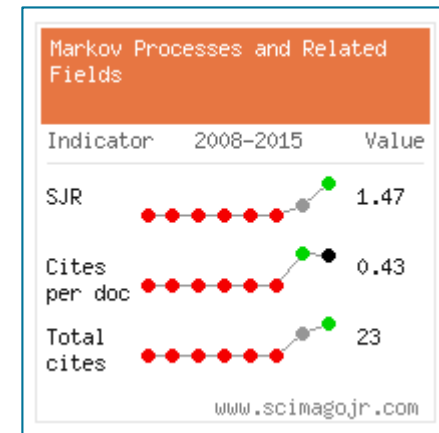 Markov Processes and Related
Fields
Indicator 2008-2015 Value
SJR 1.47
Cites
per doc 0.43
Total
cites 23
www.scimagojr.com